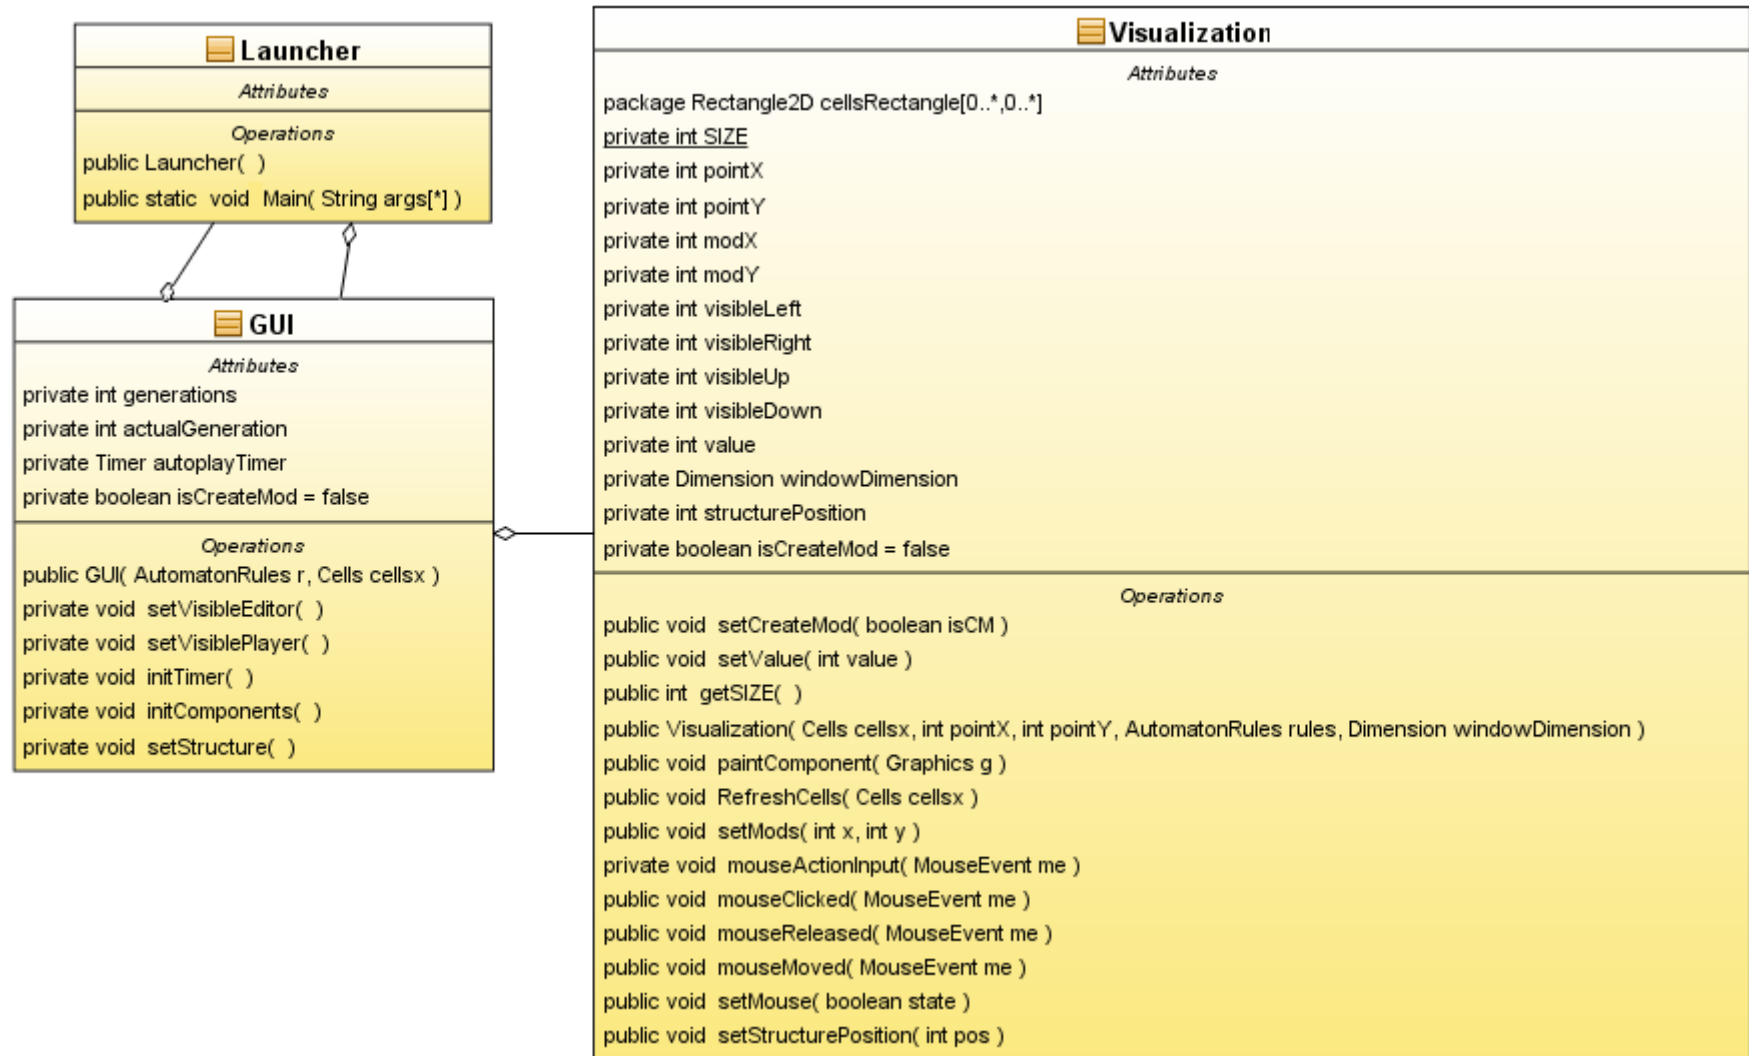 Launcher
Attributes
Operations
public Launcher( )
public static void Main( String args[*] )
GUI
Attributes
private int generations
private int actualGeneration
private Timer autoplayTimer
private boolean isCreateMod = false
Operations
public GUI( AutomatonRules r, Cells cellsx )
private void setVisibleEditor( )
private void setVisiblePlayer( )
private void initTimer( )
private void initComponents( )
private void setStructure( )
Visualization
Attributes
package Rectangle2D cellsRectangle[0..*,0..*]
private int SIZE
private int pointX
private int pointY
private int modX
private int modY
private int visibleLeft
private int visibleRight
private int visibleUp
private int visibleDown
private int value
private Dimension windowDimension
private int structurePosition
private boolean isCreateMod = false
Operations
public void setCreateMod( boolean isCM )
public void setValue( int value )
public int getSIZE( )
public Visualization( Cells cellsx, int pointX, int pointY, AutomatonRules rules, Dimension windowDimension )
public void paintComponent( Graphics g )
public void RefreshCells( Cells cellsx )
public void setMods( int x, int y )
private void mouseActionInput( MouseEvent me )
public void mouseClicked( MouseEvent me )
public void mouseReleased( MouseEvent me )
public void mouseMoved( MouseEvent me )
public void setMouse( boolean state )
public void setStructurePosition( int pos )